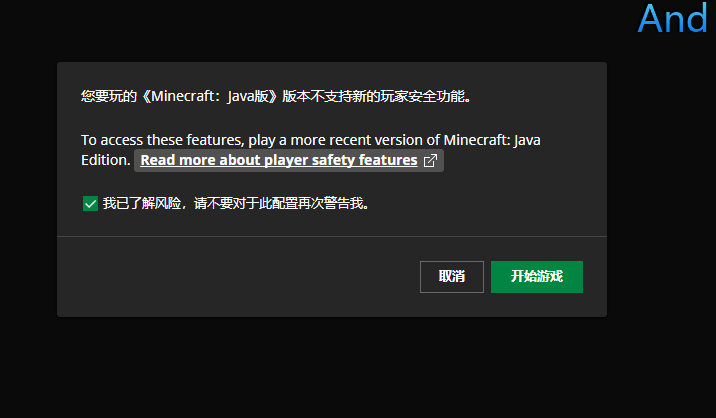 And
您要玩的《Minecraft：Java版》版本不支持新的玩家安全功能。
To access these features, play a more recent version of Minecraft: Java
Edition. Read more about player safety features
我已了解风险，请不要对于此配置再次警告我。
取消 开始游戏